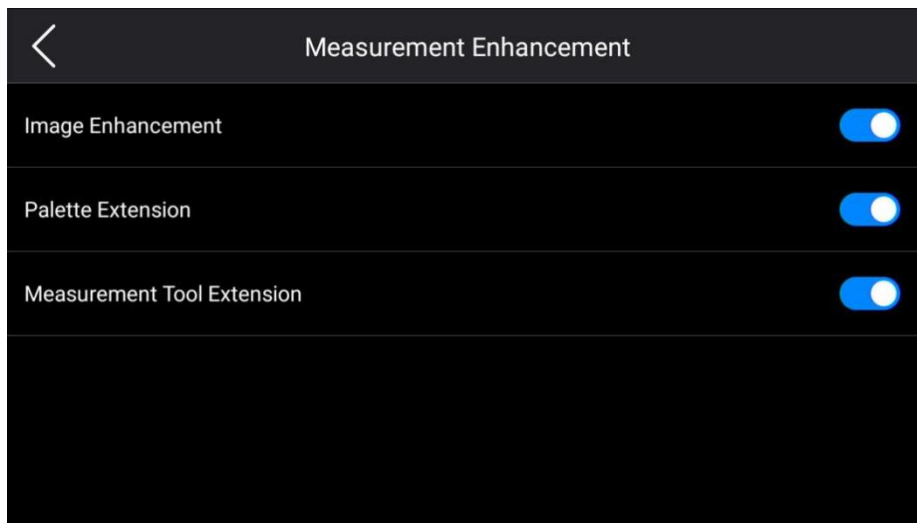 Measurement Enhancement
Image Enhancement
Palette Extension
Measurement Tool Extension